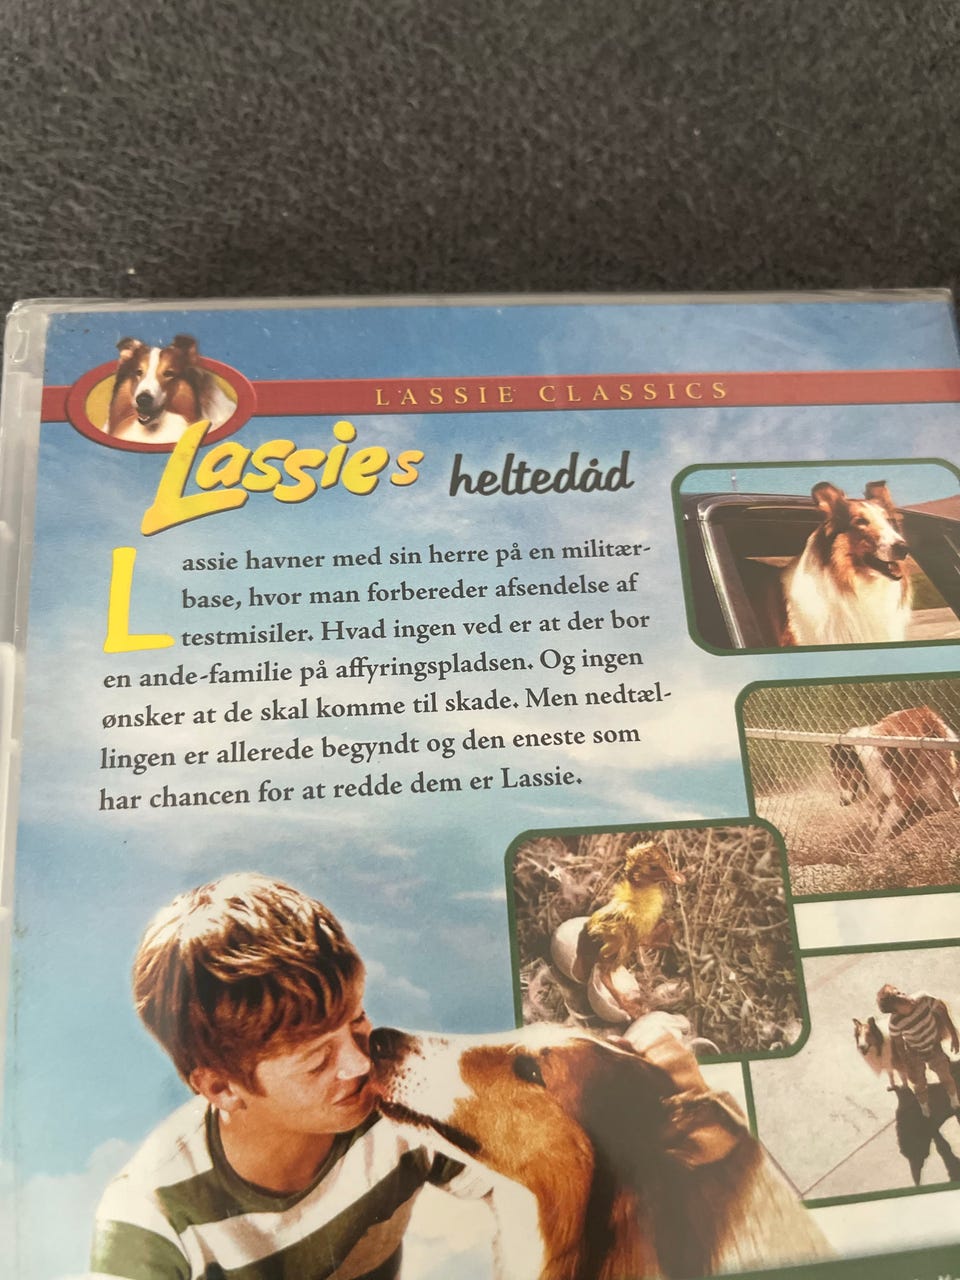 LASSIE CLASSICS
Lassies heltedåd
Lassie havner med sin herre på en militær-
base, hvor man forbereder afsendelse af
testmisiler. Hvad ingen ved er at der bor
en ande-familie på affyringspladsen. Og ingen
ønsker at de skal komme til skade. Men nedtæl-
lingen er allerede begyndt og den eneste som
har chancen for at redde dem er Lassie.